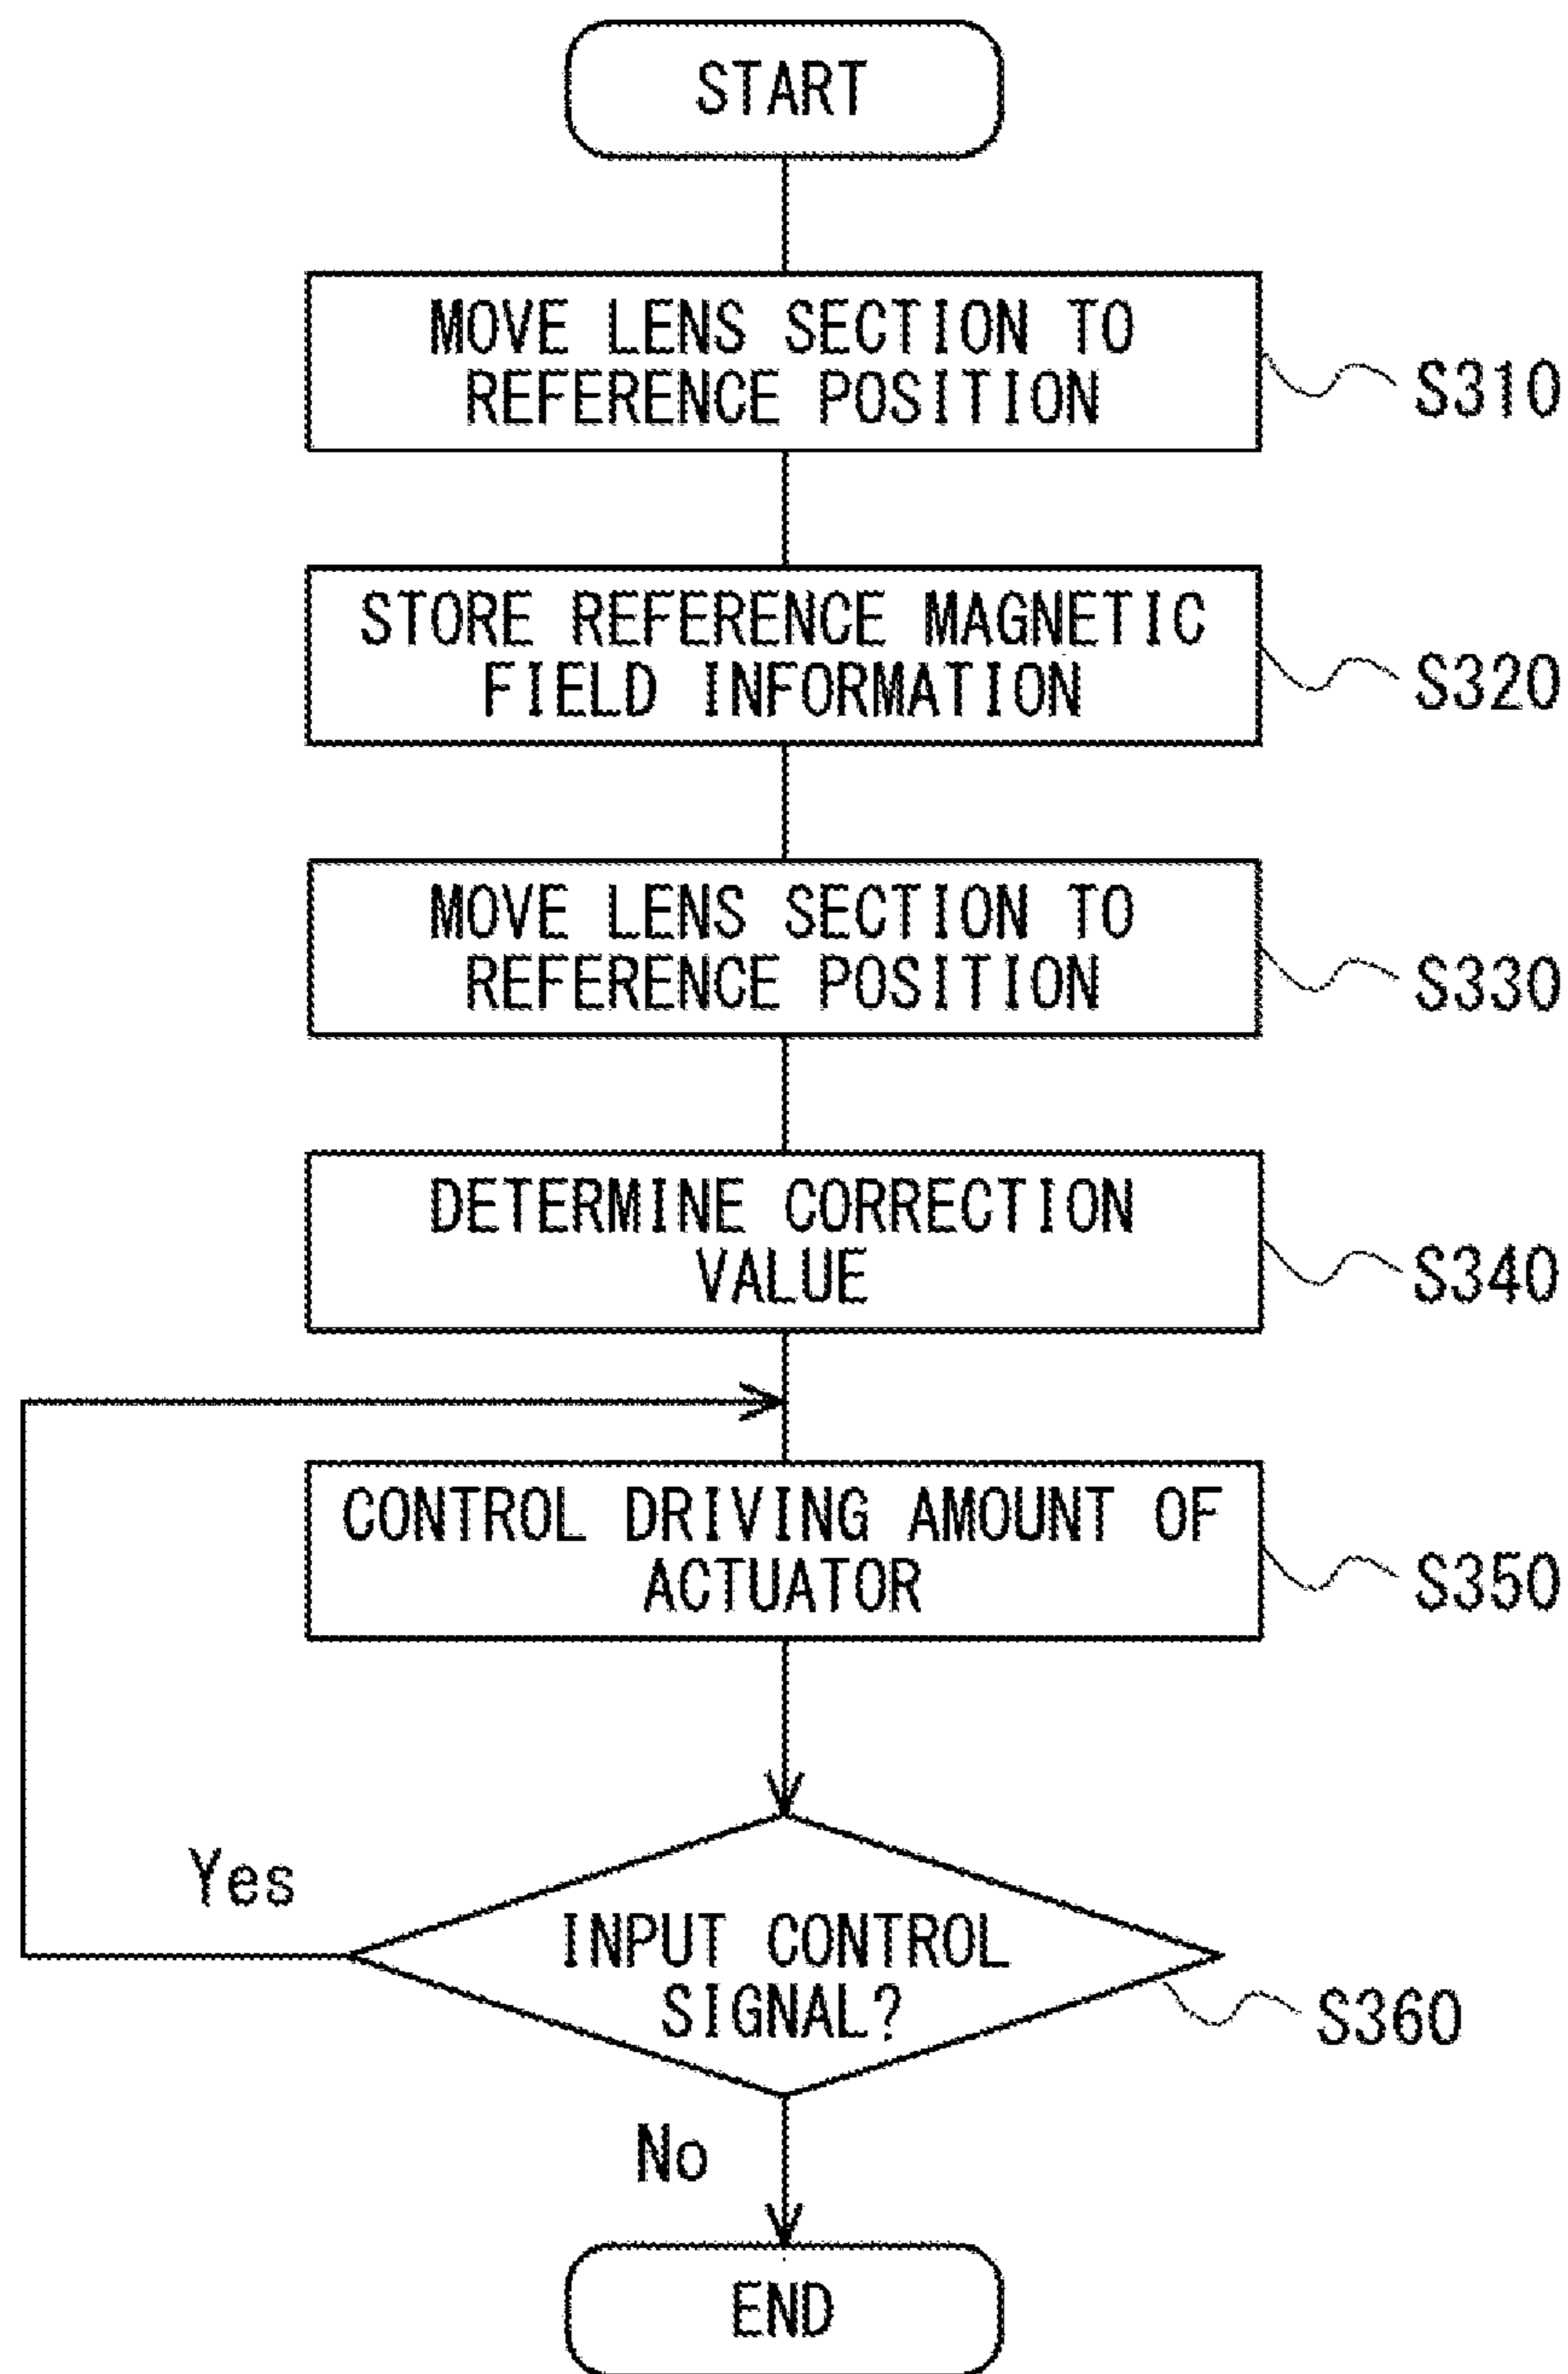 START
MOVE LENS SECTION TO
REFERENCE POSITION
S310
STORE REFERENCE MAGNETIC
FIELD INFORMATION
S320
MOVE LENS SECTION TO
REFERENCE POSITION
S330
DETERMINE CORRECTION
VALUE
S340
CONTROL DRIVING AMOUNT OF
ACTUATOR
S350
Yes
INPUT CONTROL
SIGNAL?
S360
No
END